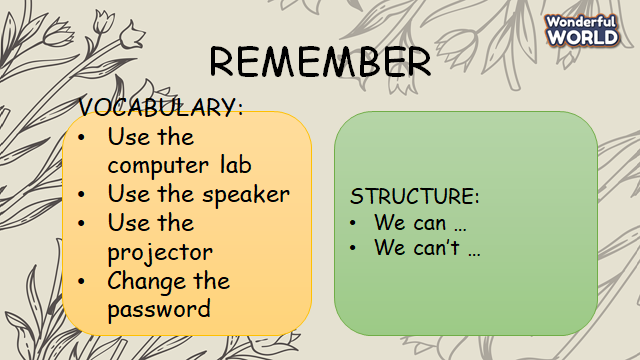 Wonderful
WORLD
REMEMBER
VOCABULARY:
• Use the
computer lab
• Use the speaker
• Use the
projector
• Change the
password
STRUCTURE:
• We can …
• We can't …